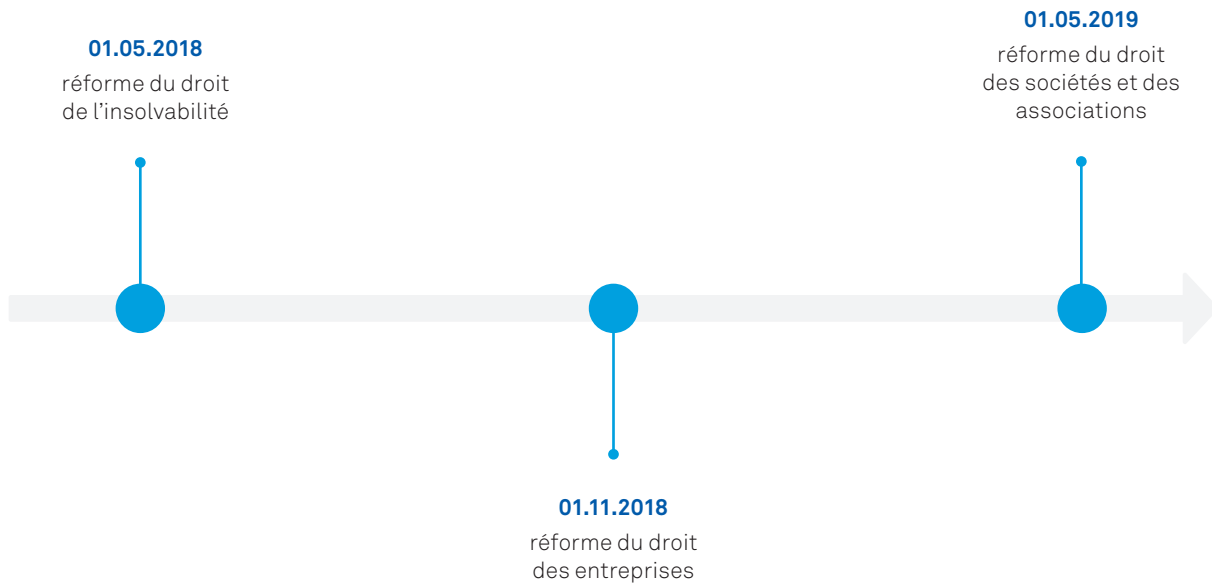 01.05.2018
réforme du droit
de l'insolvabilité
01.11.2018
réforme du droit
des entreprises
01.05.2019
réforme du droit
des sociétés et des
associations